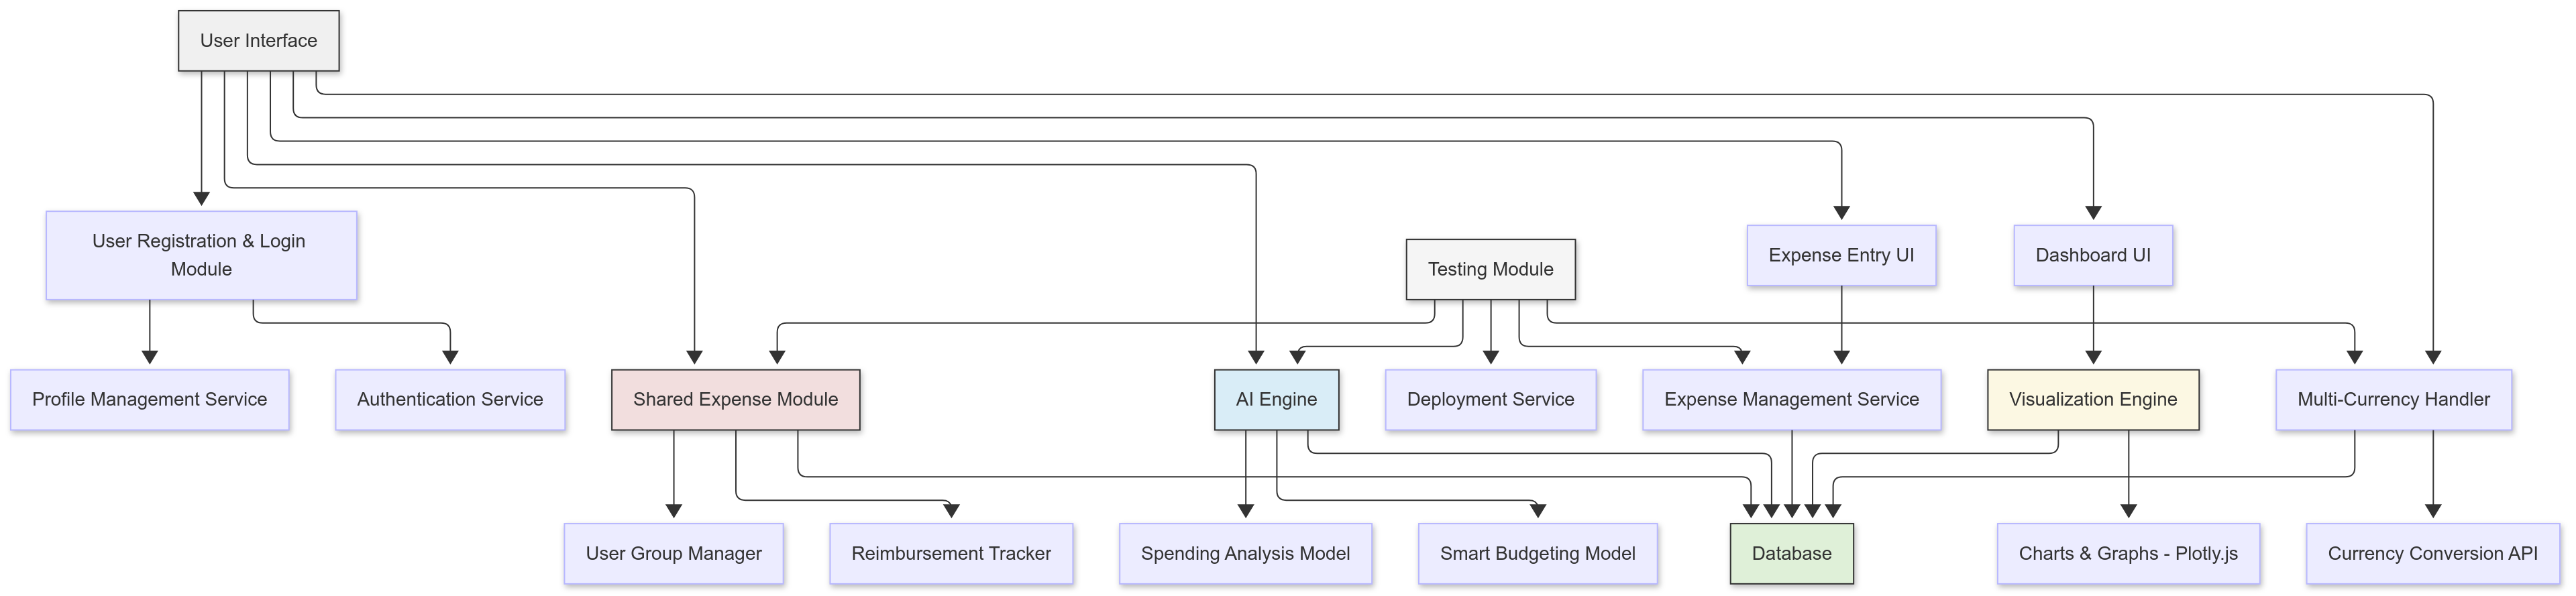 User Interface
User Registration & Login
Module
Testing Module
Expense Entry UI
Dashboard UI
Profile Management Service
Authentication Service
Shared Expense Module
AI Engine
Deployment Service
Expense Management Service
Visualization Engine
Multi-Currency Handler
User Group Manager
Reimbursement Tracker
Spending Analysis Model
Smart Budgeting Model
Database
Charts & Graphs - Plotly.js
Currency Conversion API